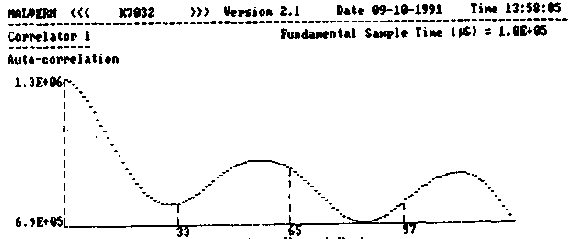 MALVERN <<< K7032 >>> Version 2.1 Date 09-10-1991 Time 13:58:05
Correlator 1 Fundamental Sample Time (µS) = 1.0E+05
Auto-correlation
1.3E+06
6.9E+05
33 65 97